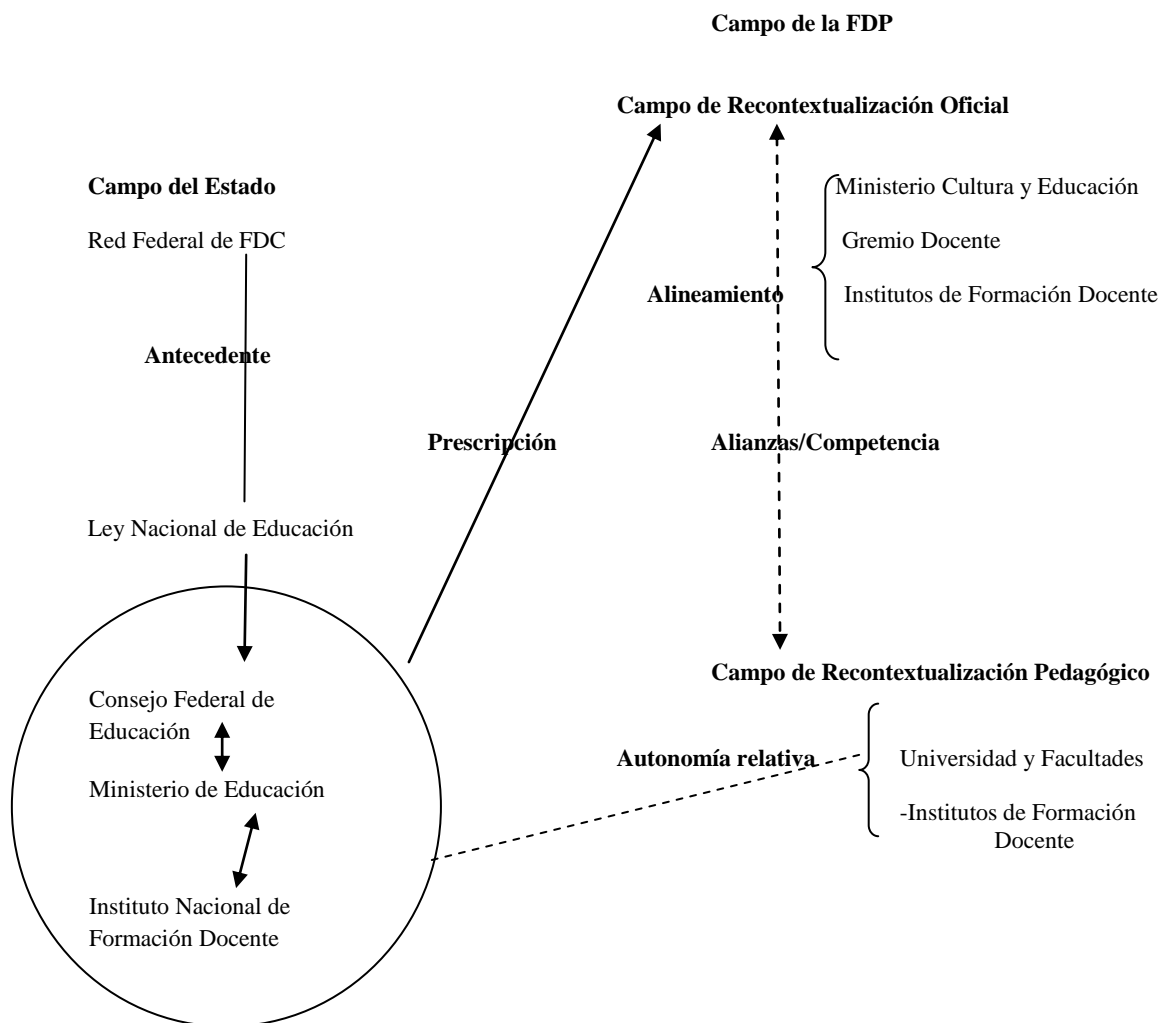 Campo de la FDP
Campo de Recontextualización Oficial
Campo del Estado
Ministerio Cultura y Educación
Red Federal de FDC
Gremio Docente
Alineamiento
Institutos de Formación Docente
Antecedente
Prescripción
Alianzas/Competencia
Ley Nacional de Educación
Campo de Recontextualización Pedagógico
Consejo Federal de
Educación
Autonomía relativa
Universidad y Facultades
Ministerio de Educación
-Institutos de Formación
Docente
Instituto Nacional de
Formación Docente